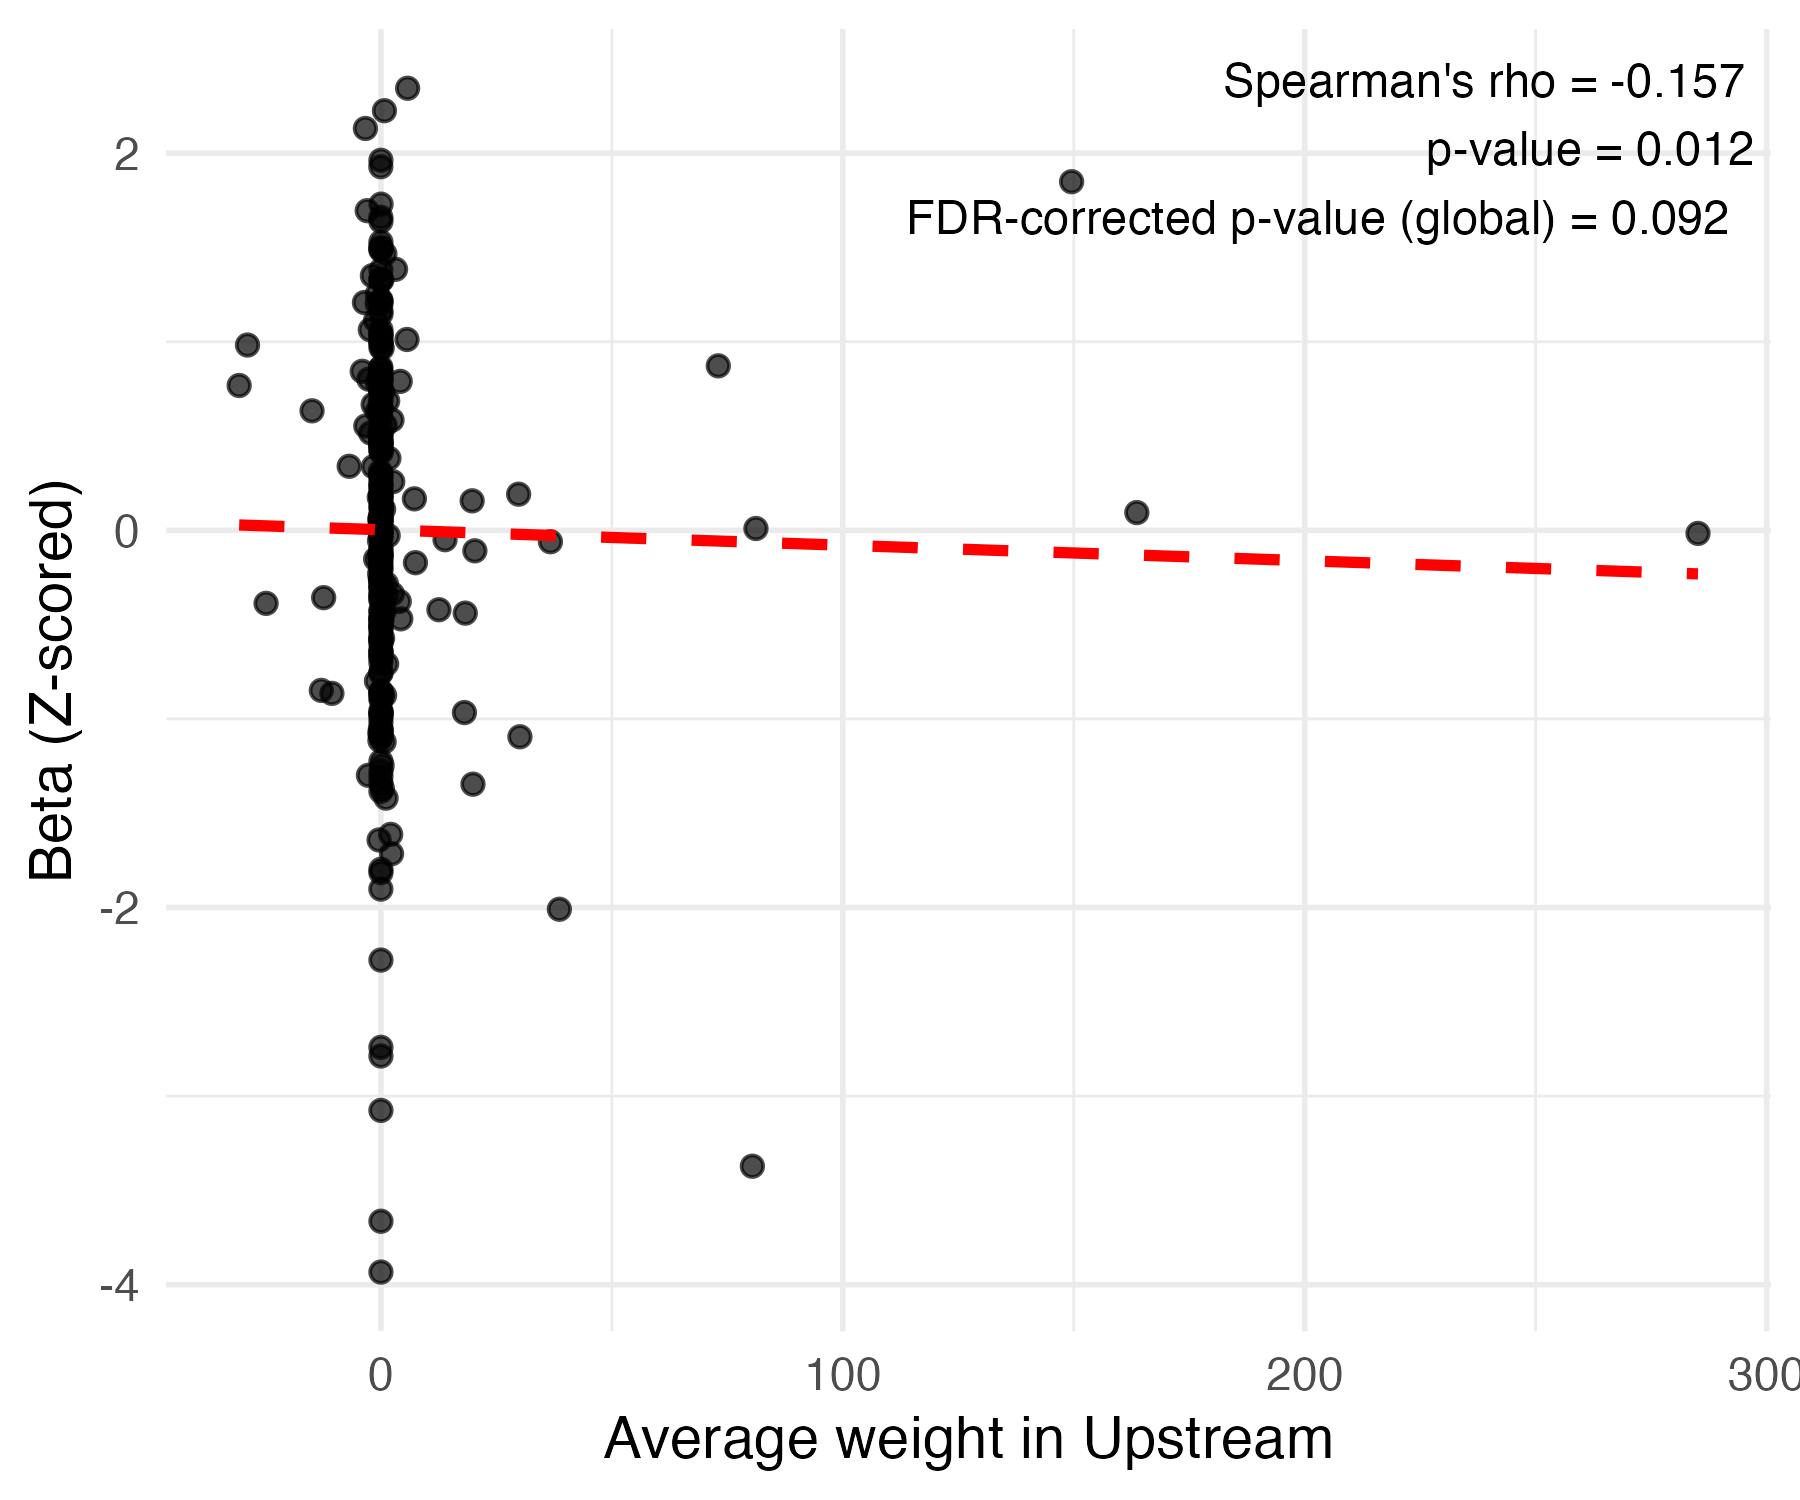 Spearman's rho = -0.157
p-value = 0.012
FDR-corrected p-value (global) = 0.092
Beta (Z-scored)
2
0
-2
-4
0 100 200 300
Average weight in Upstream